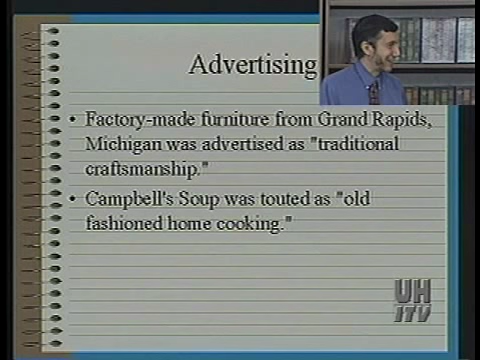 Advertising
• Factory-made furniture from Grand Rapids,
Michigan was advertised as "traditional
craftsmanship."
• Campbell's Soup was touted as "old
fashioned home cooking."
UH
ITV